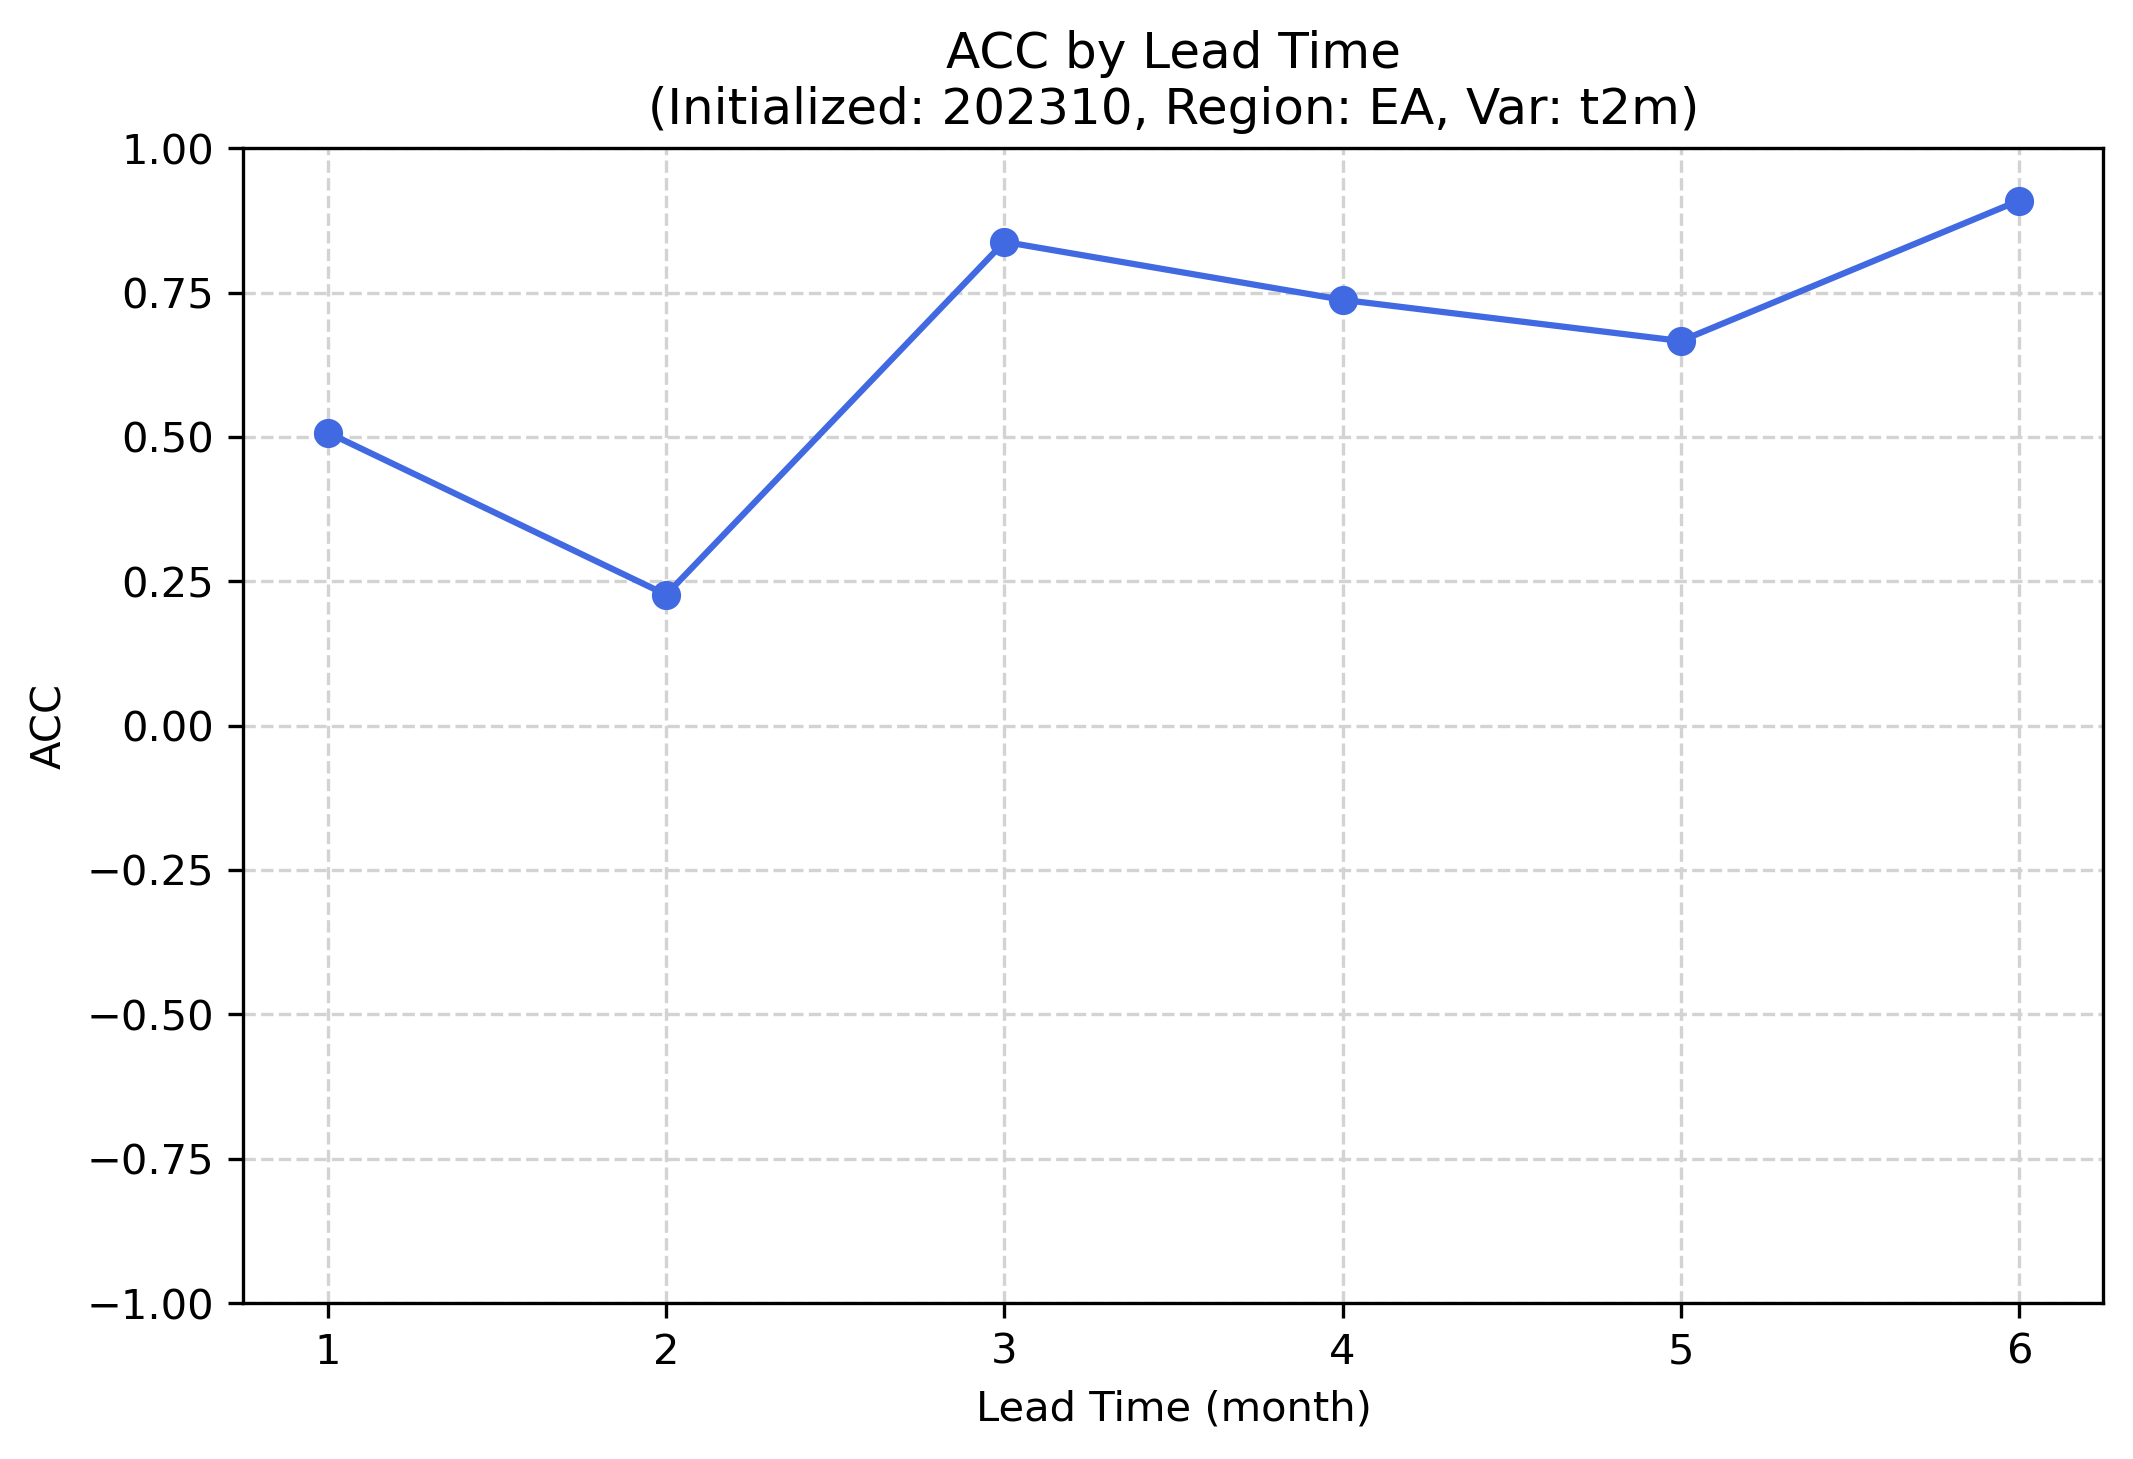 ACC by Lead Time
(Initialized: 202310, Region: EA, Var: t2m)
1.00
0.75
0.50
0.25
0.00
−0.25
−0.50
−0.75
−1.00
ACC
1 2 3 4 5 6
Lead Time (month)